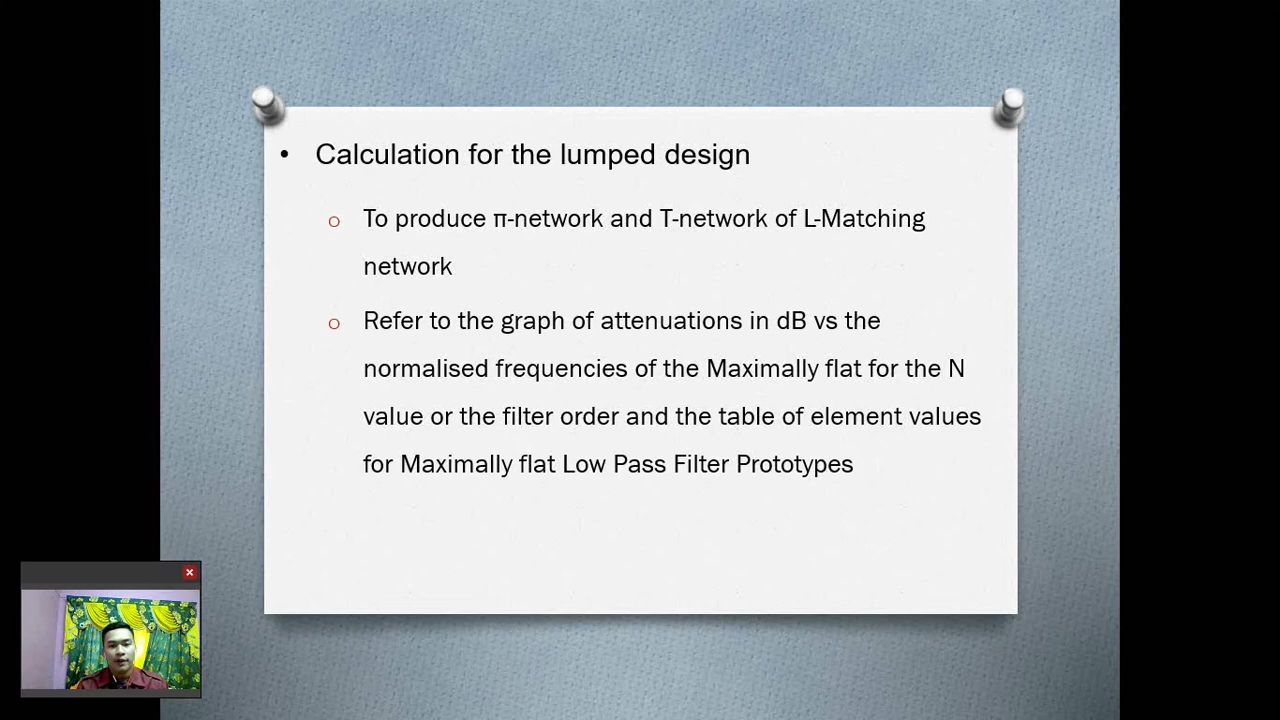 • Calculation for the lumped design
o To produce π-network and T-network of L-Matching
network
o Refer to the graph of attenuations in dB vs the
normalised frequencies of the Maximally flat for the N
value or the filter order and the table of element values
for Maximally flat Low Pass Filter Prototypes